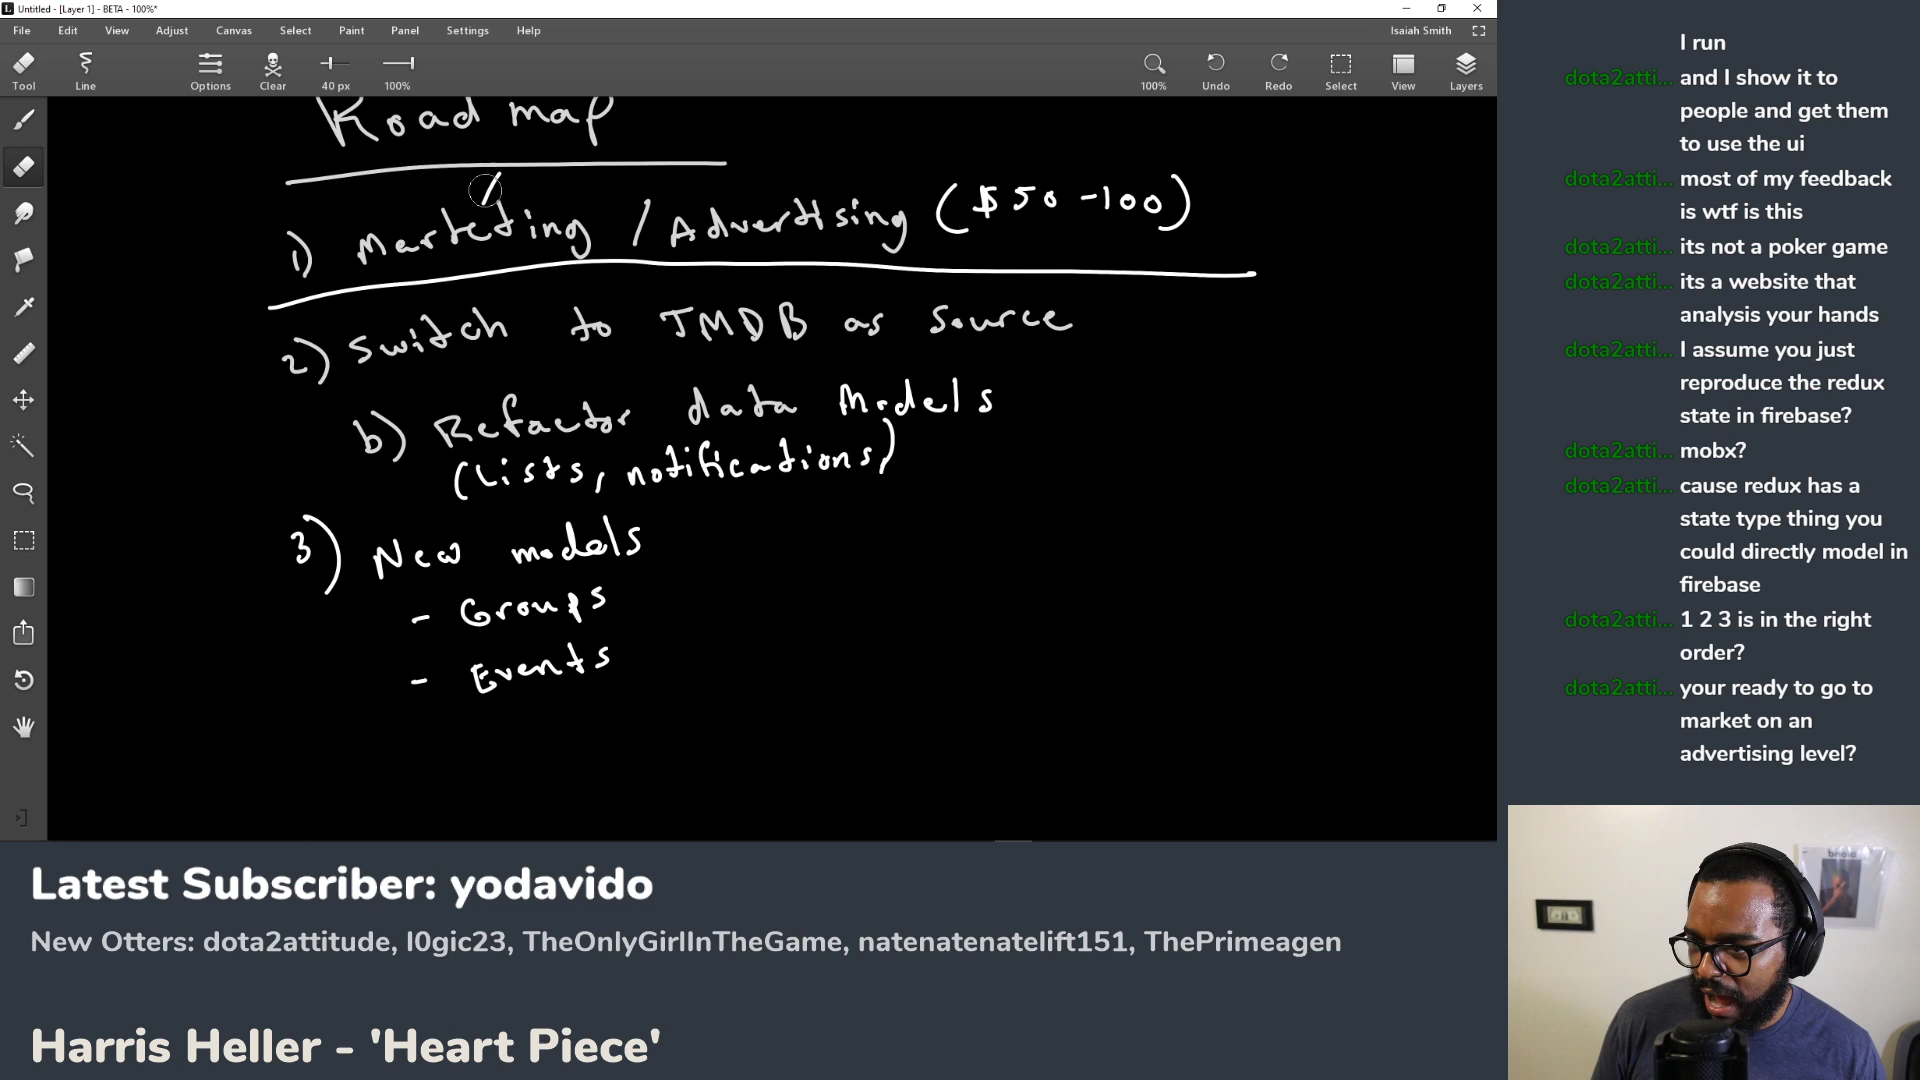 Untitled - [Layer 1] - BETA - 100%*
File Edit View Adjust Canvas Select Paint Panel Settings Help Isaiah Smith
Tool Line Options Clear 40 px 100% 100% Undo Redo Select View Layers
Road map
1) Marketing / Advertising ($50-100)
2) Switch to TMDB as source
b) Refactor data Models
(Lists, notifications)
3) New models
- Groups
- Events
I run
dota2atti... and I show it to
people and get them
to use the ui
dota2atti... most of my feedback
is wtf is this
dota2atti... its not a poker game
dota2atti... its a website that
analysis your hands
dota2atti... I assume you just
reproduce the redux
state in firebase?
dota2atti... mobx?
dota2atti... cause redux has a
state type thing you
could directly model in
firebase
dota2atti... 1 2 3 is in the right
order?
dota2atti... your ready to go to
market on an
advertising level?
Latest Subscriber: yodavido
New Otters: dota2attitude, l0gic23, TheOnlyGirlInTheGame, natenatenatelift151, ThePrimeagen
Harris Heller - 'Heart Piece'